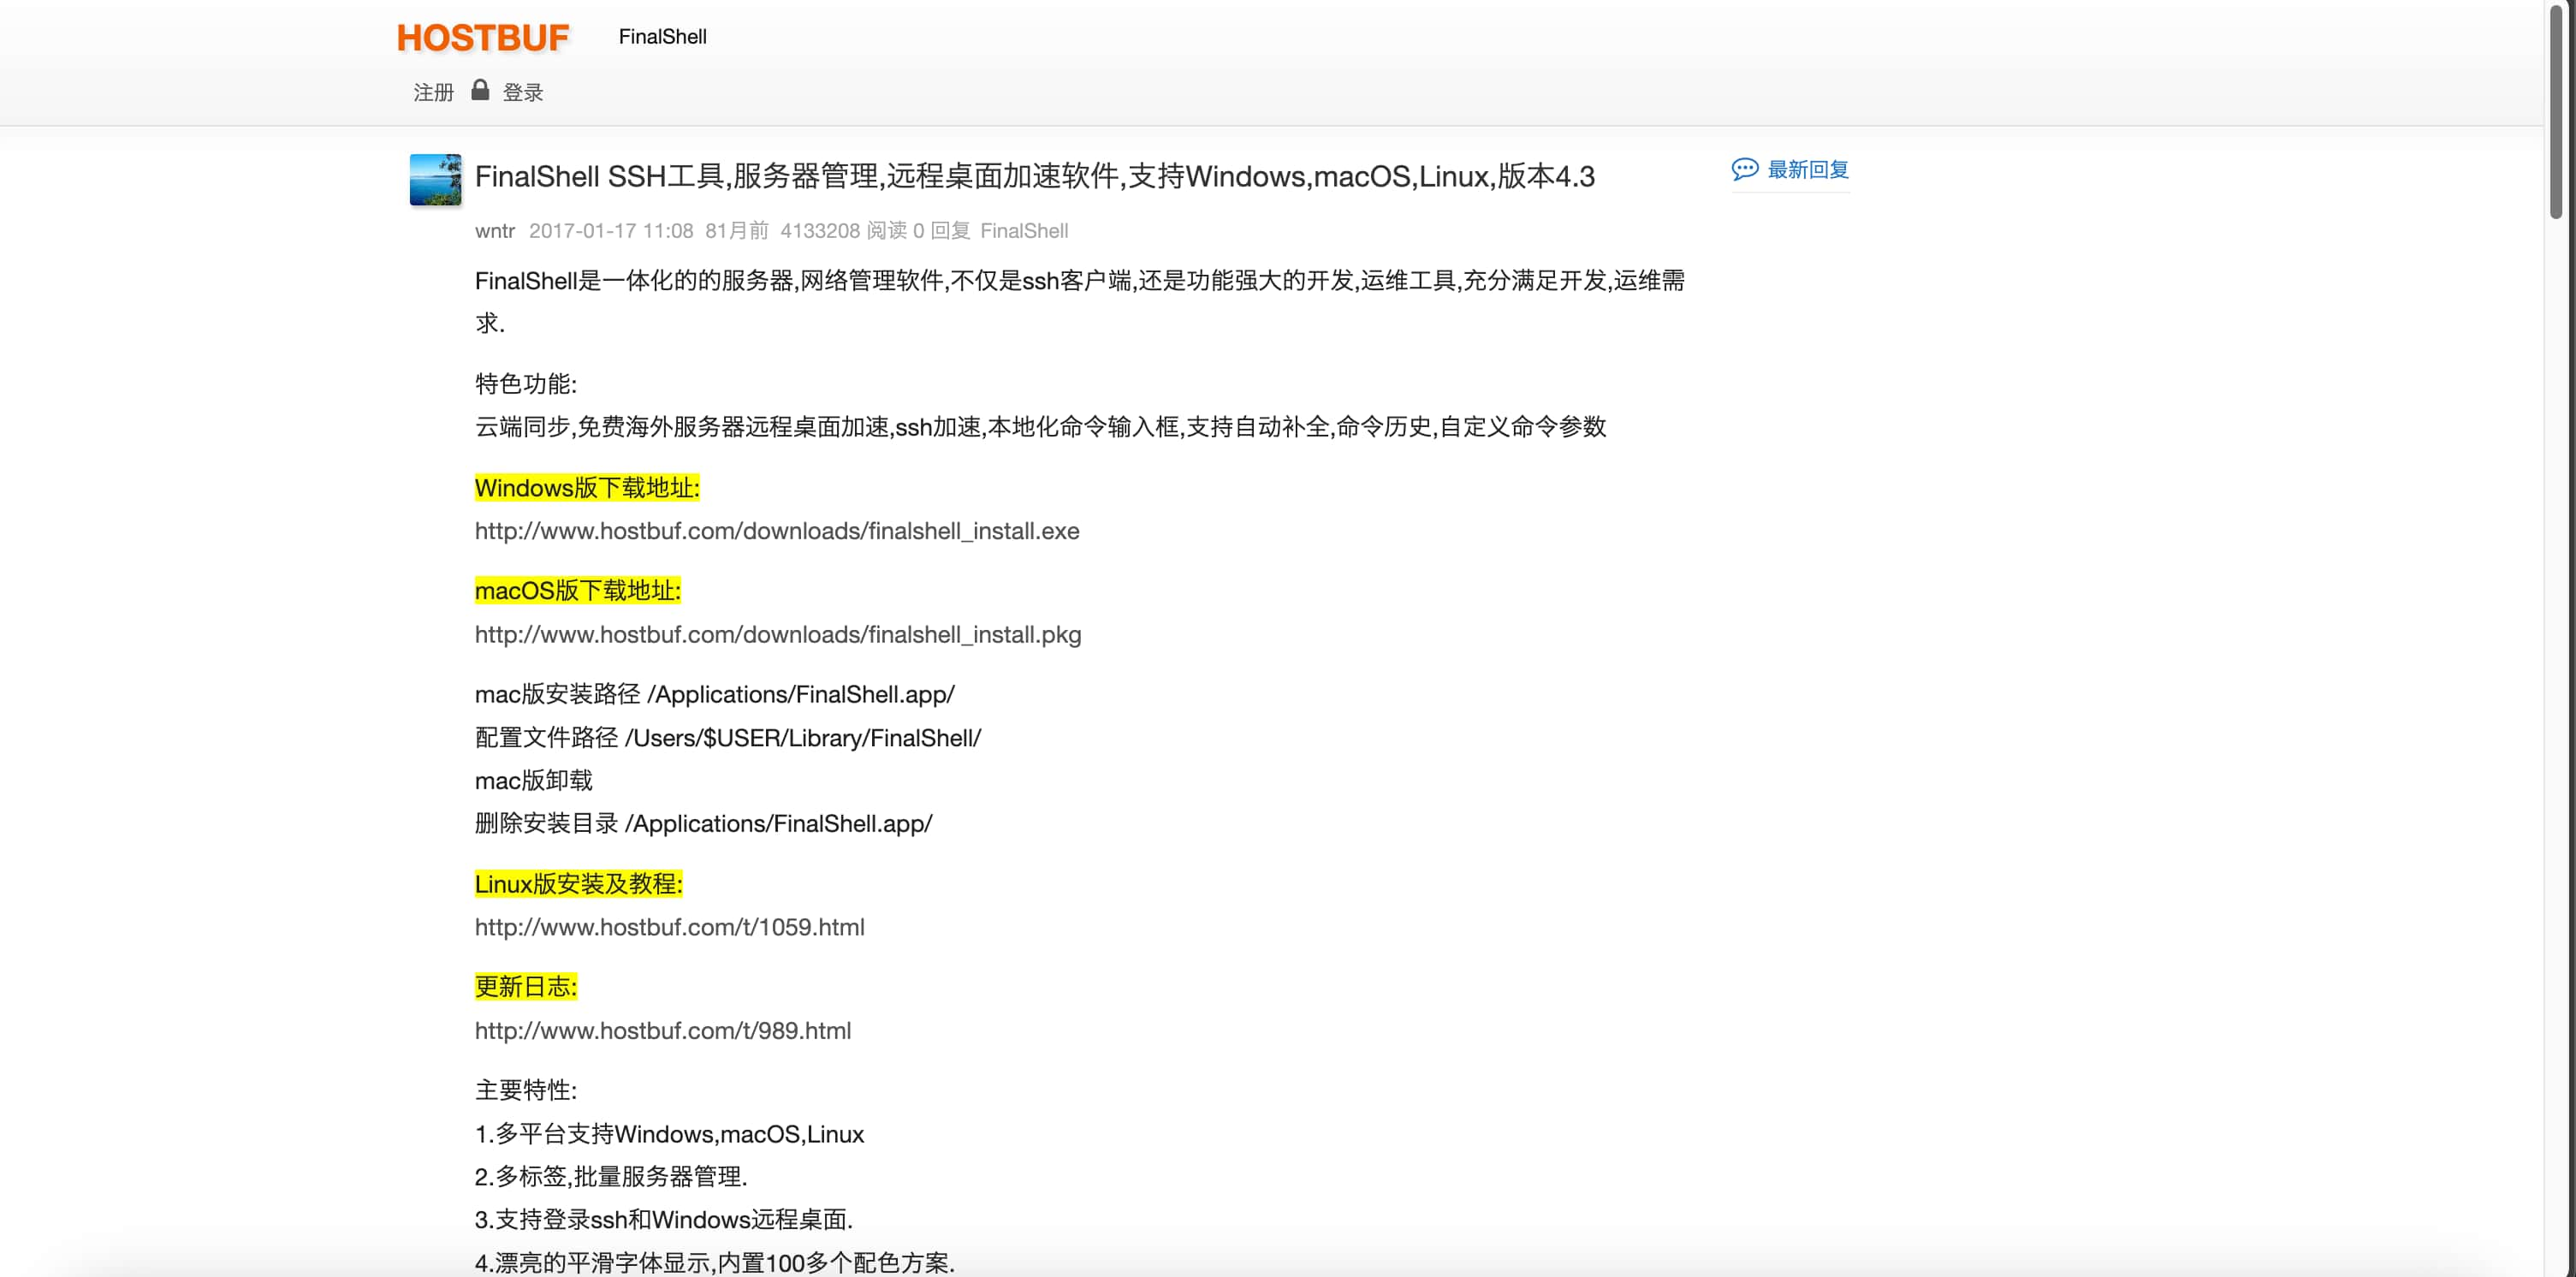 HOSTBUF
FinalShell
注册 登录
FinalShell SSH工具,服务器管理,远程桌面加速软件,支持Windows,macOS,Linux,版本4.3
最新回复
wntr 2017-01-17 11:08 81月前 4133208 阅读 0 回复 FinalShell
FinalShell是一体化的的服务器,网络管理软件,不仅是ssh客户端,还是功能强大的开发,运维工具,充分满足开发,运维需
求.
特色功能:
云端同步,免费海外服务器远程桌面加速,ssh加速,本地化命令输入框,支持自动补全,命令历史,自定义命令参数
Windows版下载地址:
http://www.hostbuf.com/downloads/finalshell_install.exe
macOS版下载地址:
http://www.hostbuf.com/downloads/finalshell_install.pkg
mac版安装路径 /Applications/FinalShell.app/
配置文件路径 /Users/$USER/Library/FinalShell/
mac版卸载
删除安装目录 /Applications/FinalShell.app/
Linux版安装及教程:
http://www.hostbuf.com/t/1059.html
更新日志:
http://www.hostbuf.com/t/989.html
主要特性:
1.多平台支持Windows,macOS,Linux
2.多标签,批量服务器管理.
3.支持登录ssh和Windows远程桌面.
4.漂亮的平滑字体显示,内置100多个配色方案.